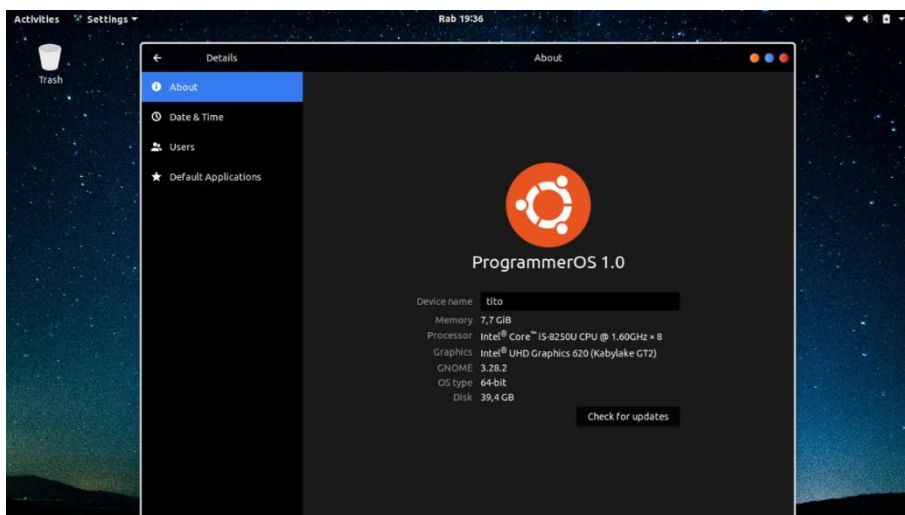 Activities Settings Rab 19:36
Trash
Details About
About
Date & Time
Users
Default Applications
ProgrammerOS 1.0
Device name tito
Memory 7,7 GiB
Processor Intel® Core™ i5-8250U CPU @ 1.60GHz × 8
Graphics Intel® UHD Graphics 620 (Kabylake GT2)
GNOME 3.28.2
OS type 64-bit
Disk 39,4 GB
Check for updates